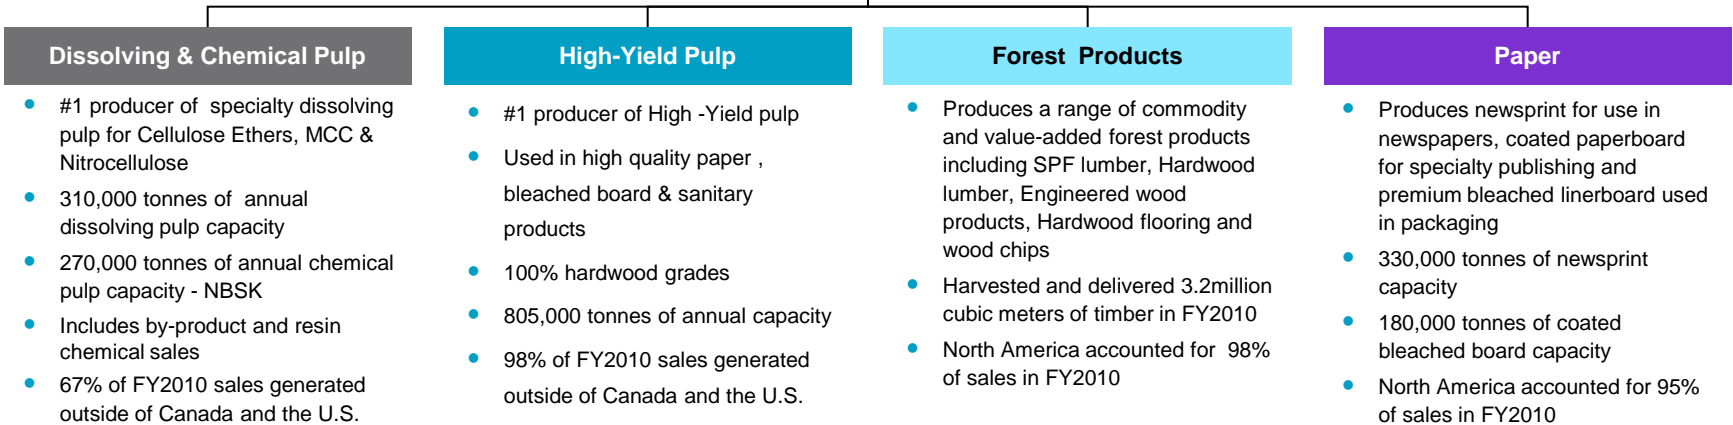 Dissolving & Chemical Pulp
#1 producer of specialty dissolving
pulp for Cellulose Ethers, MCC &
Nitrocellulose
310,000 tonnes of annual
dissolving pulp capacity
270,000 tonnes of annual chemical
pulp capacity - NBSK
Includes by-product and resin
chemical sales
67% of FY2010 sales generated
outside of Canada and the U.S.
High-Yield Pulp
#1 producer of High -Yield pulp
Used in high quality paper ,
bleached board & sanitary
products
100% hardwood grades
805,000 tonnes of annual capacity
98% of FY2010 sales generated
outside of Canada and the U.S.
Forest Products
Produces a range of commodity
and value-added forest products
including SPF lumber, Hardwood
lumber, Engineered wood
products, Hardwood flooring and
wood chips
Harvested and delivered 3.2million
cubic meters of timber in FY2010
North America accounted for 98%
of sales in FY2010
Paper
Produces newsprint for use in
newspapers, coated paperboard
for specialty publishing and
premium bleached linerboard used
in packaging
330,000 tonnes of newsprint
capacity
180,000 tonnes of coated
bleached board capacity
North America accounted for 95%
of sales in FY2010